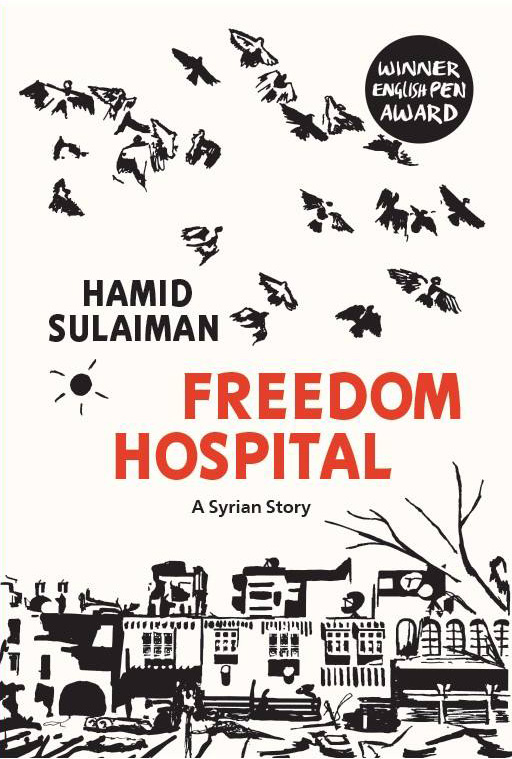 WINNER
ENGLISH PEN
AWARD
HAMID
SULAIMAN
FREEDOM
HOSPITAL
A Syrian Story